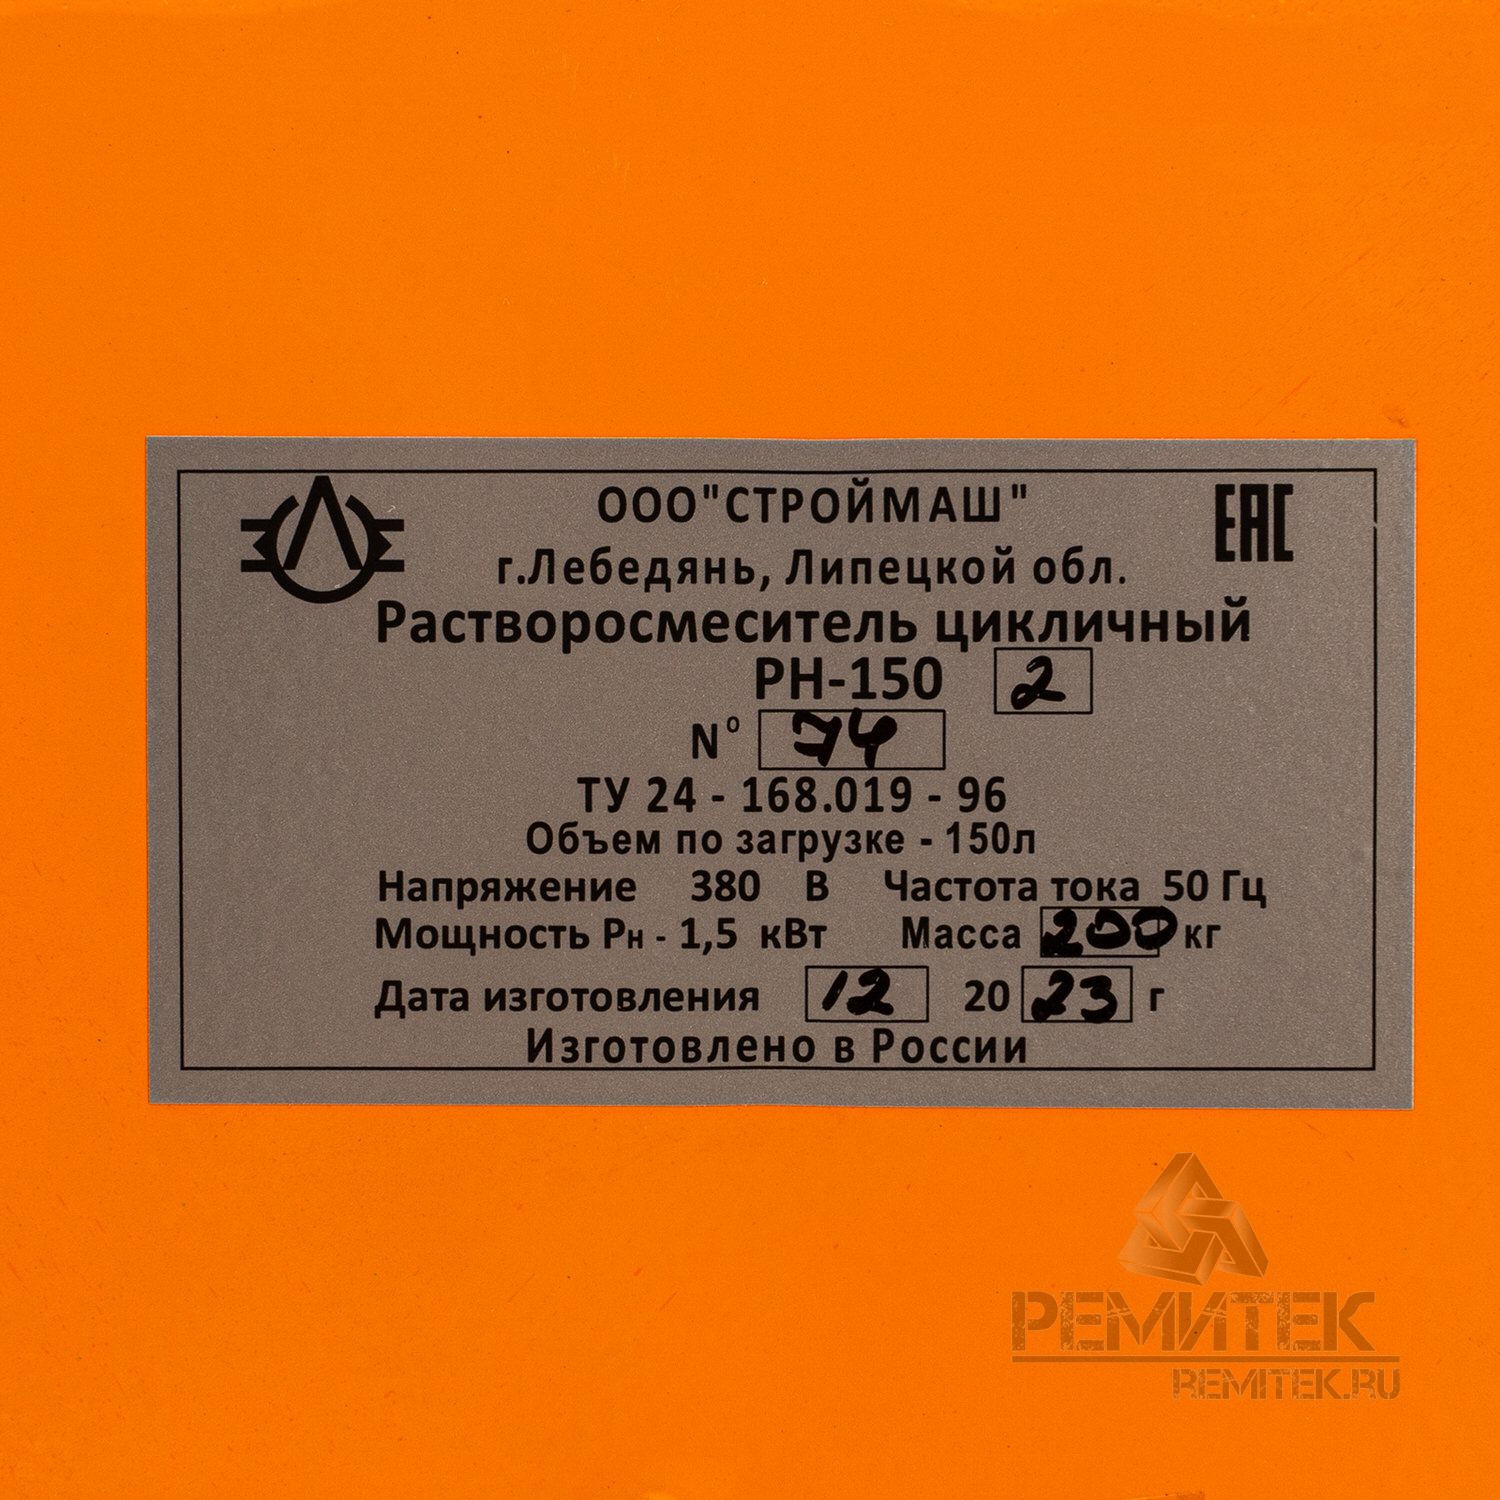 ООО"СТРОЙМАШ"
EAC
г.Лебедянь, Липецкой обл.
Растворосмеситель цикличный
РН-150 2
№ 74
ТУ 24 - 168.019 - 96
Объем по загрузке - 150л
Напряжение 380 В Частота тока 50 Гц
Мощность Рн - 1,5 кВт Масса 200 кг
Дата изготовления 12 20 23 г
Изготовлено в России
РЕМИТЕК
REMITEK.RU